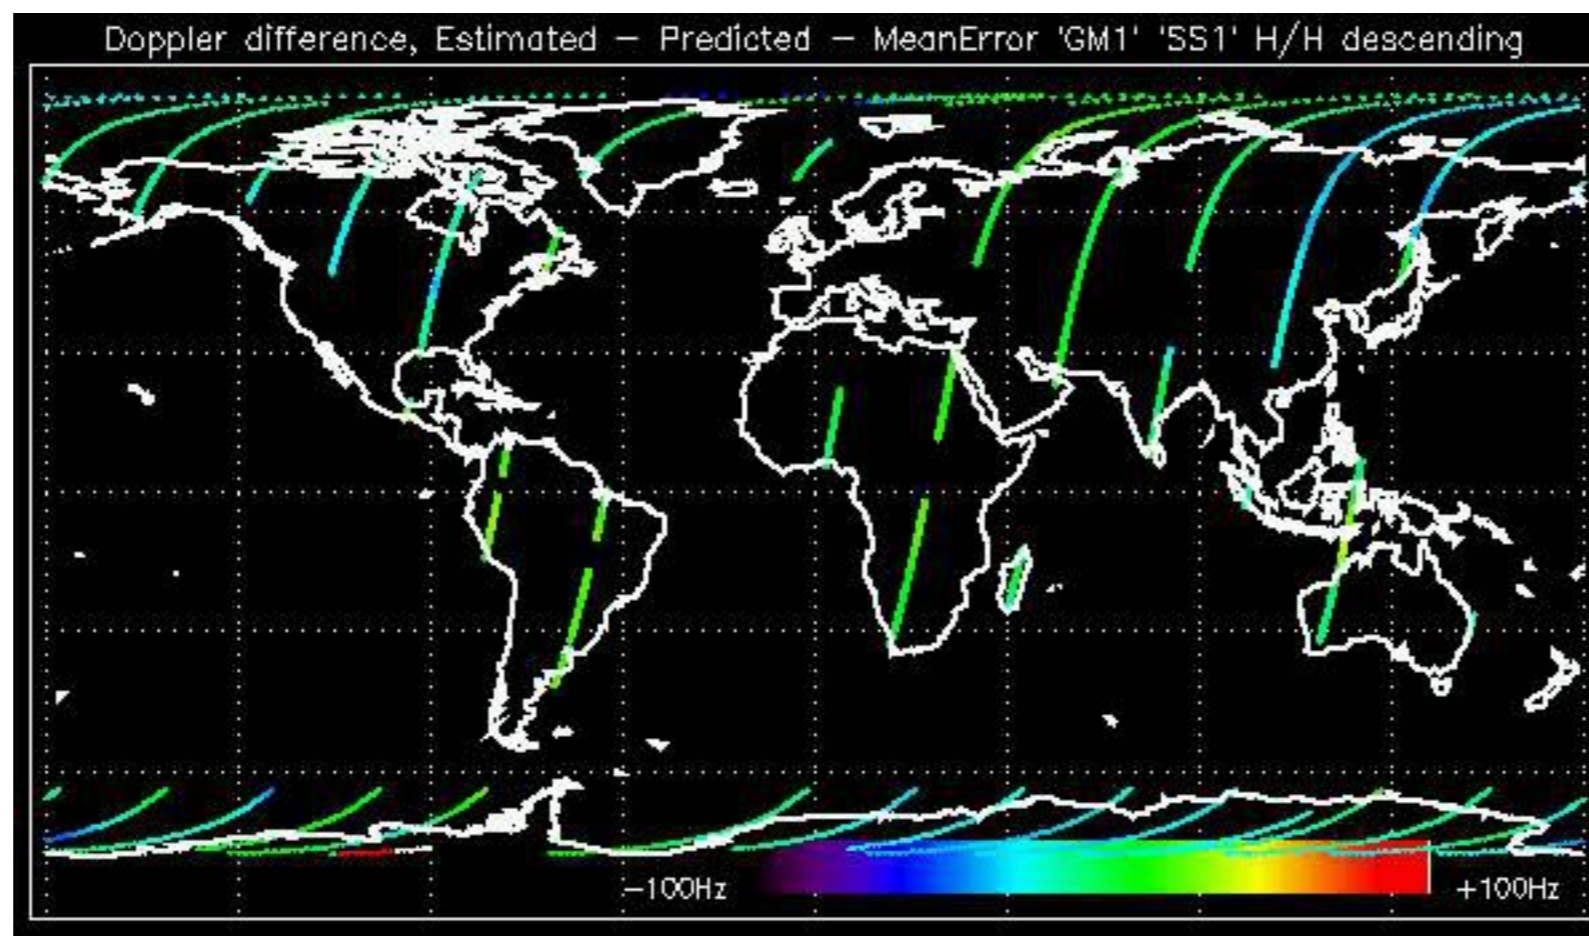 Doppler difference, Estimated – Predicted – MeanError 'GM1' 'SS1' H/H descending
–100Hz
+100Hz